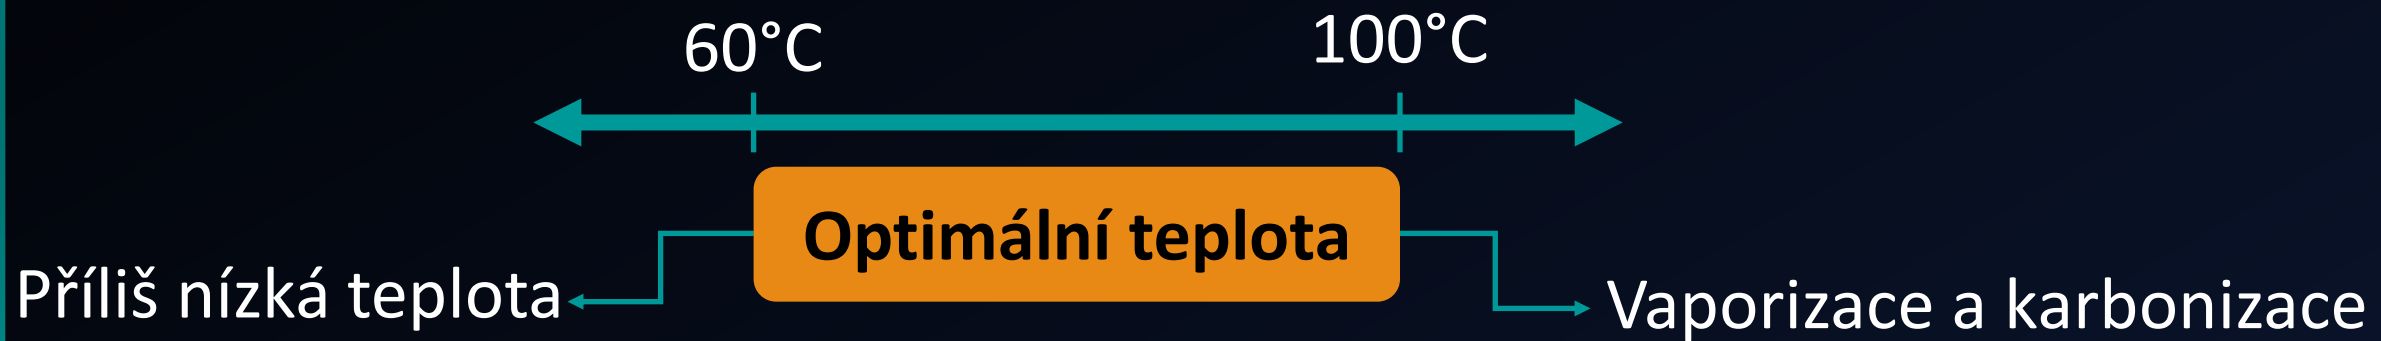 60°C
100°C
Optimální teplota
Příliš nízká teplota
Vaporizace a karbonizace